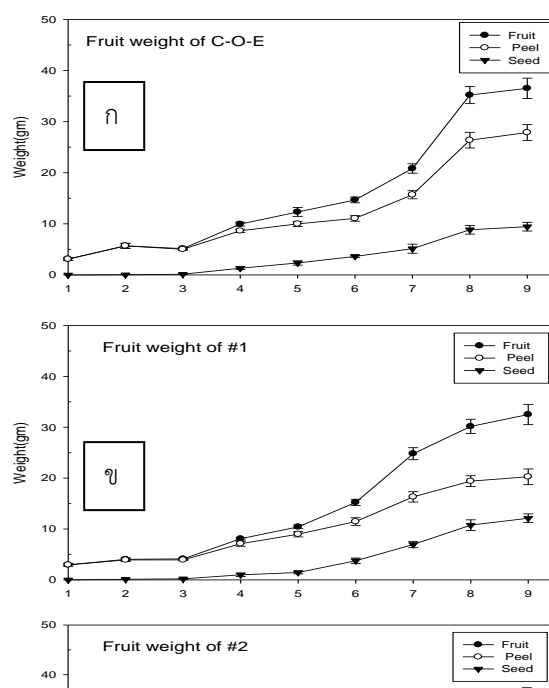 Fruit weight of C-O-E
Fruit
Peel
Seed
ก
Weight(gm)
50
40
30
20
10
0
1 2 3 4 5 6 7 8 9
Fruit weight of #1
Fruit
Peel
Seed
ข
Weight(gm)
50
40
30
20
10
0
1 2 3 4 5 6 7 8 9
Fruit weight of #2
Fruit
Peel
Seed
50
40